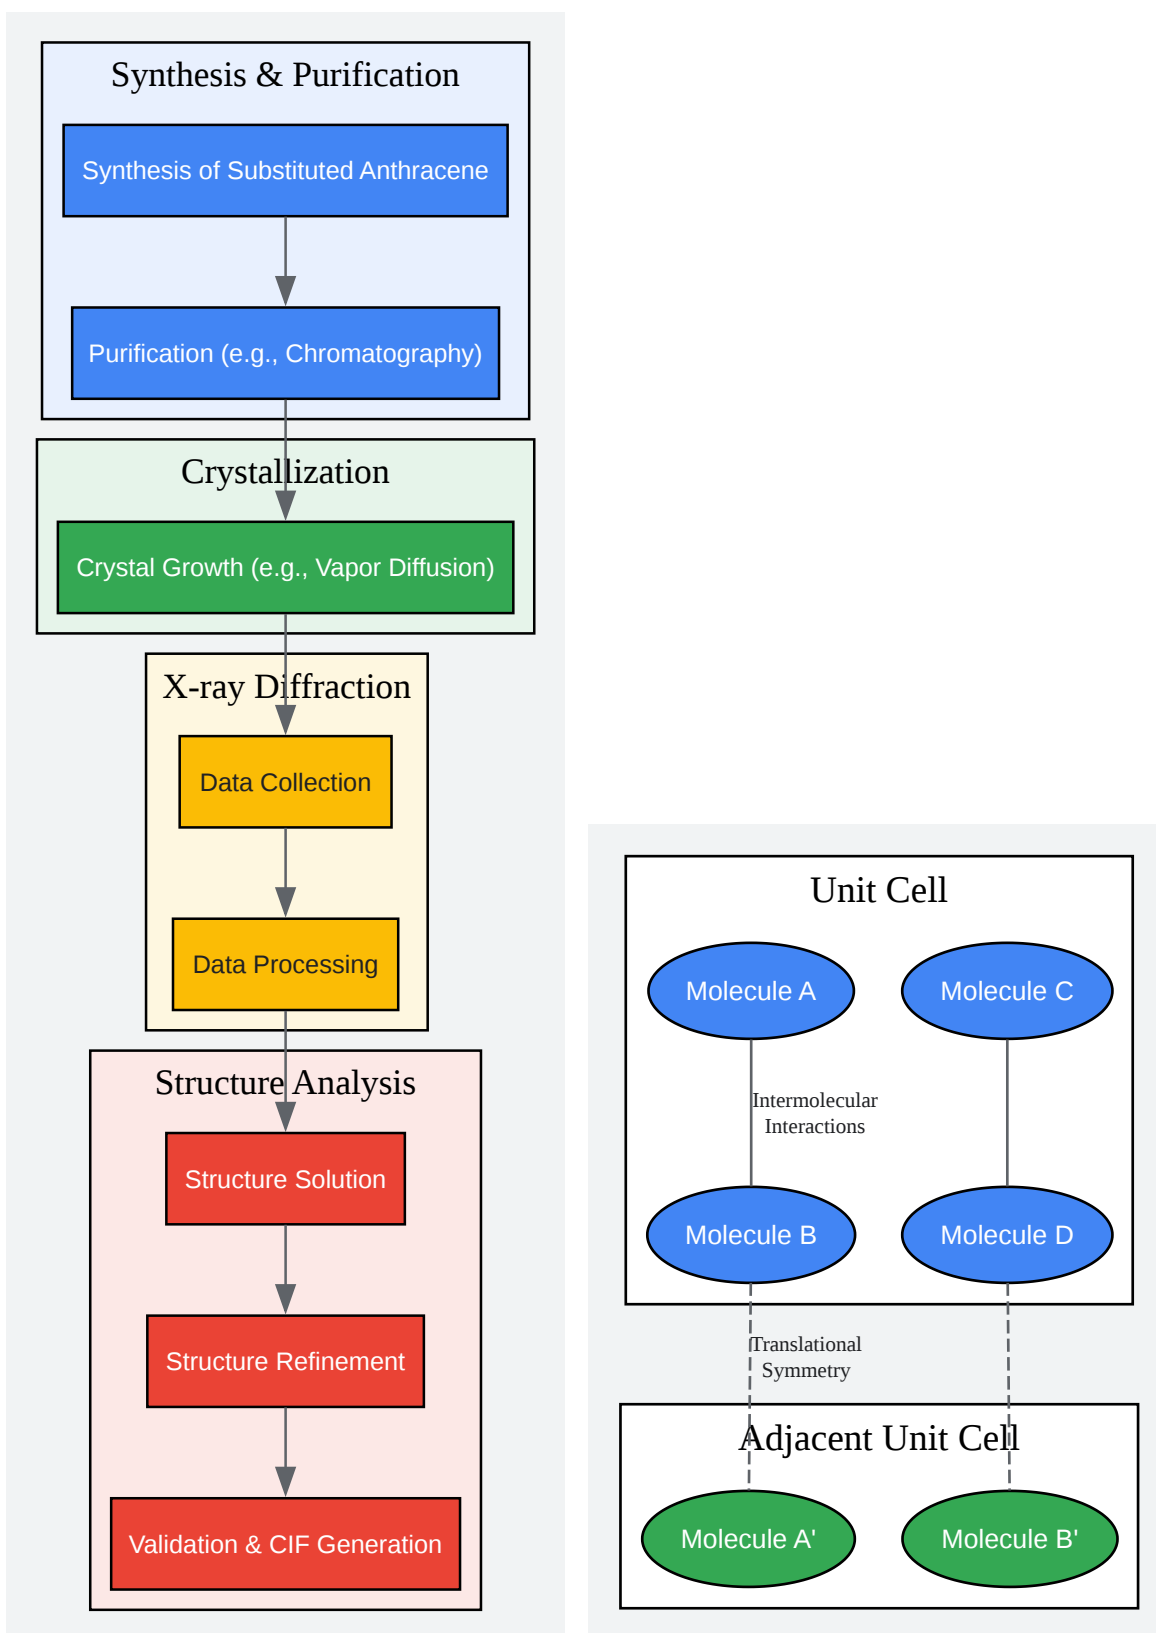 Synthesis & Purification
Synthesis of Substituted Anthracene
Purification (e.g., Chromatography)
Crystallization
Crystal Growth (e.g., Vapor Diffusion)
X-ray Diffraction
Data Collection
Data Processing
Structure Analysis
Structure Solution
Structure Refinement
Validation & CIF Generation
Unit Cell
Molecule A
Molecule C
Intermolecular
Interactions
Molecule B
Molecule D
Translational
Symmetry
Adjacent Unit Cell
Molecule A'
Molecule B'